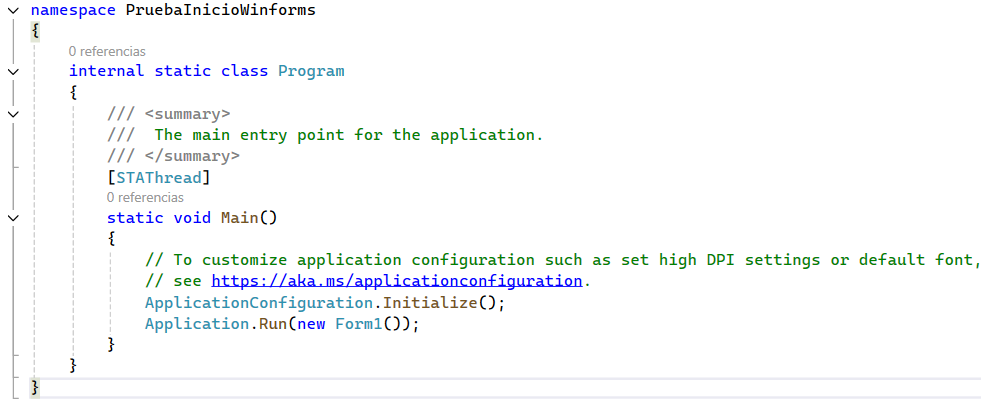 namespace PruebaInicioWinforms
{
0 referencias
internal static class Program
{
/// <summary>
///  The main entry point for the application.
/// </summary>
[STAThread]
0 referencias
static void Main()
{
// To customize application configuration such as set high DPI settings or default font,
// see https://aka.ms/applicationconfiguration.
ApplicationConfiguration.Initialize();
Application.Run(new Form1());
}
}
}